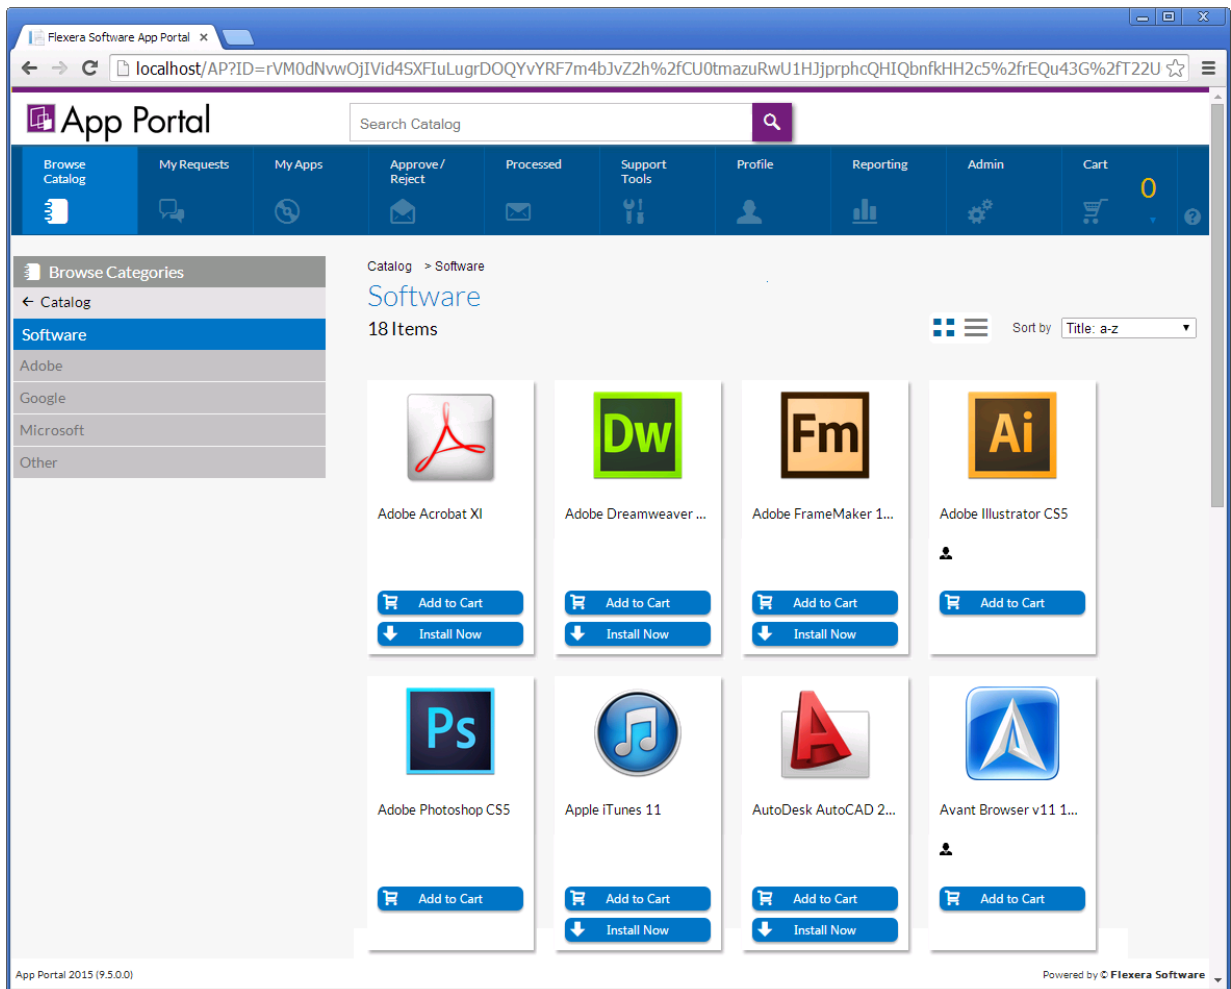 Flexera Software App Portal ×
localhost/AP?ID=rVM0dNvwOjIVid4SXFIuLugrDOQYvYRF7m4bJvZ2h%2fCU0tmazuRwU1HJjprphcQHIQbnfkHH2c5%2frEQu43G%2fT22U
App Portal
Search Catalog
Browse Catalog
My Requests
My Apps
Approve / Reject
Processed
Support Tools
Profile
Reporting
Admin
Cart
0
?
Browse Categories
← Catalog
Software
Adobe
Google
Microsoft
Other
Catalog > Software
Software
18 Items
Sort by Title: a-z
Adobe Acrobat XI
Add to Cart
Install Now
Dw
Adobe Dreamweaver ...
Add to Cart
Install Now
Fm
Adobe FrameMaker 1...
Add to Cart
Install Now
Ai
Adobe Illustrator CS5
Add to Cart
Ps
Adobe Photoshop CS5
Add to Cart
Apple iTunes 11
Add to Cart
Install Now
AutoDesk AutoCAD 2...
Add to Cart
Install Now
Avant Browser v11 1...
Add to Cart
App Portal 2015 (9.5.0.0)
Powered by © Flexera Software